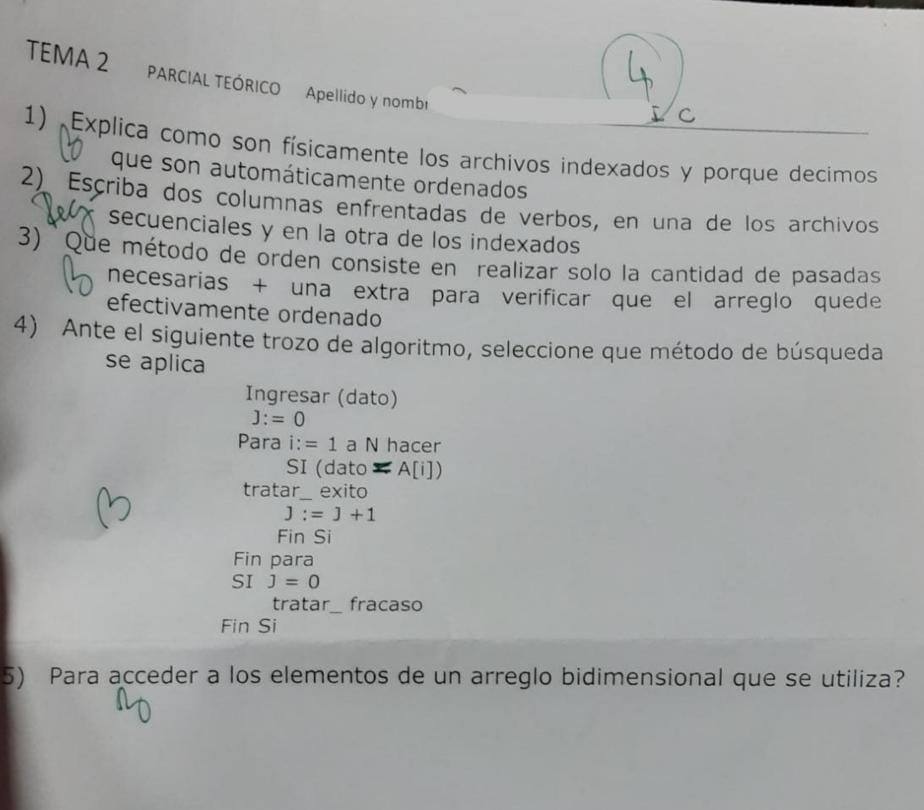 TEMA 2 PARCIAL TEÓRICO Apellido y nombr
4
I C
1) Explica como son físicamente los archivos indexados y porque decimos
que son automáticamente ordenados
2) Escriba dos columnas enfrentadas de verbos, en una de los archivos
secuenciales y en la otra de los indexados
3) Que método de orden consiste en realizar solo la cantidad de pasadas
necesarias + una extra para verificar que el arreglo quede
efectivamente ordenado
4) Ante el siguiente trozo de algoritmo, seleccione que método de búsqueda
se aplica
Ingresar (dato)
J:= 0
Para i:= 1 a N hacer
SI (dato = A[i])
tratar_ exito
J := J +1
Fin Si
Fin para
SI J = 0
tratar_ fracaso
Fin Si
B
5) Para acceder a los elementos de un arreglo bidimensional que se utiliza?